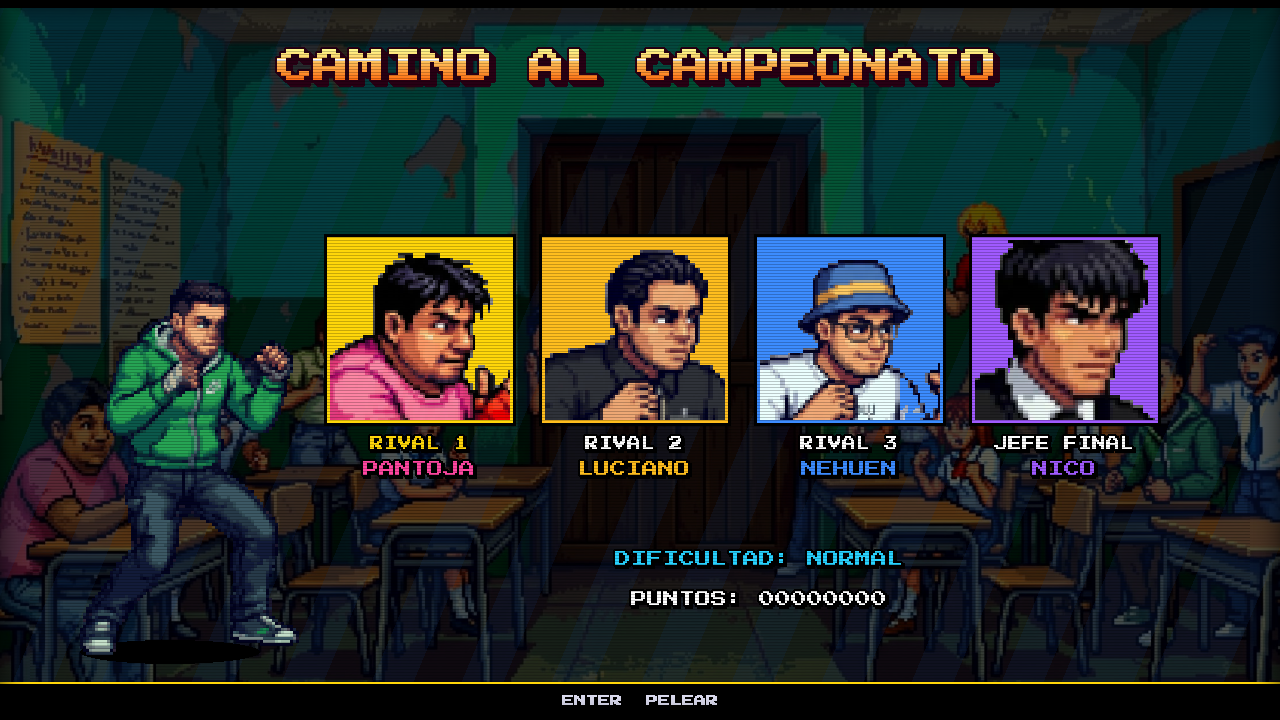 CAMINO AL CAMPEONATO
RIVAL 1
PANTOJA
RIVAL 2
LUCIANO
RIVAL 3
NEHUEN
JEFE FINAL
NICO
DIFICULTAD: NORMAL
PUNTOS: 00000000
ENTER PELEAR